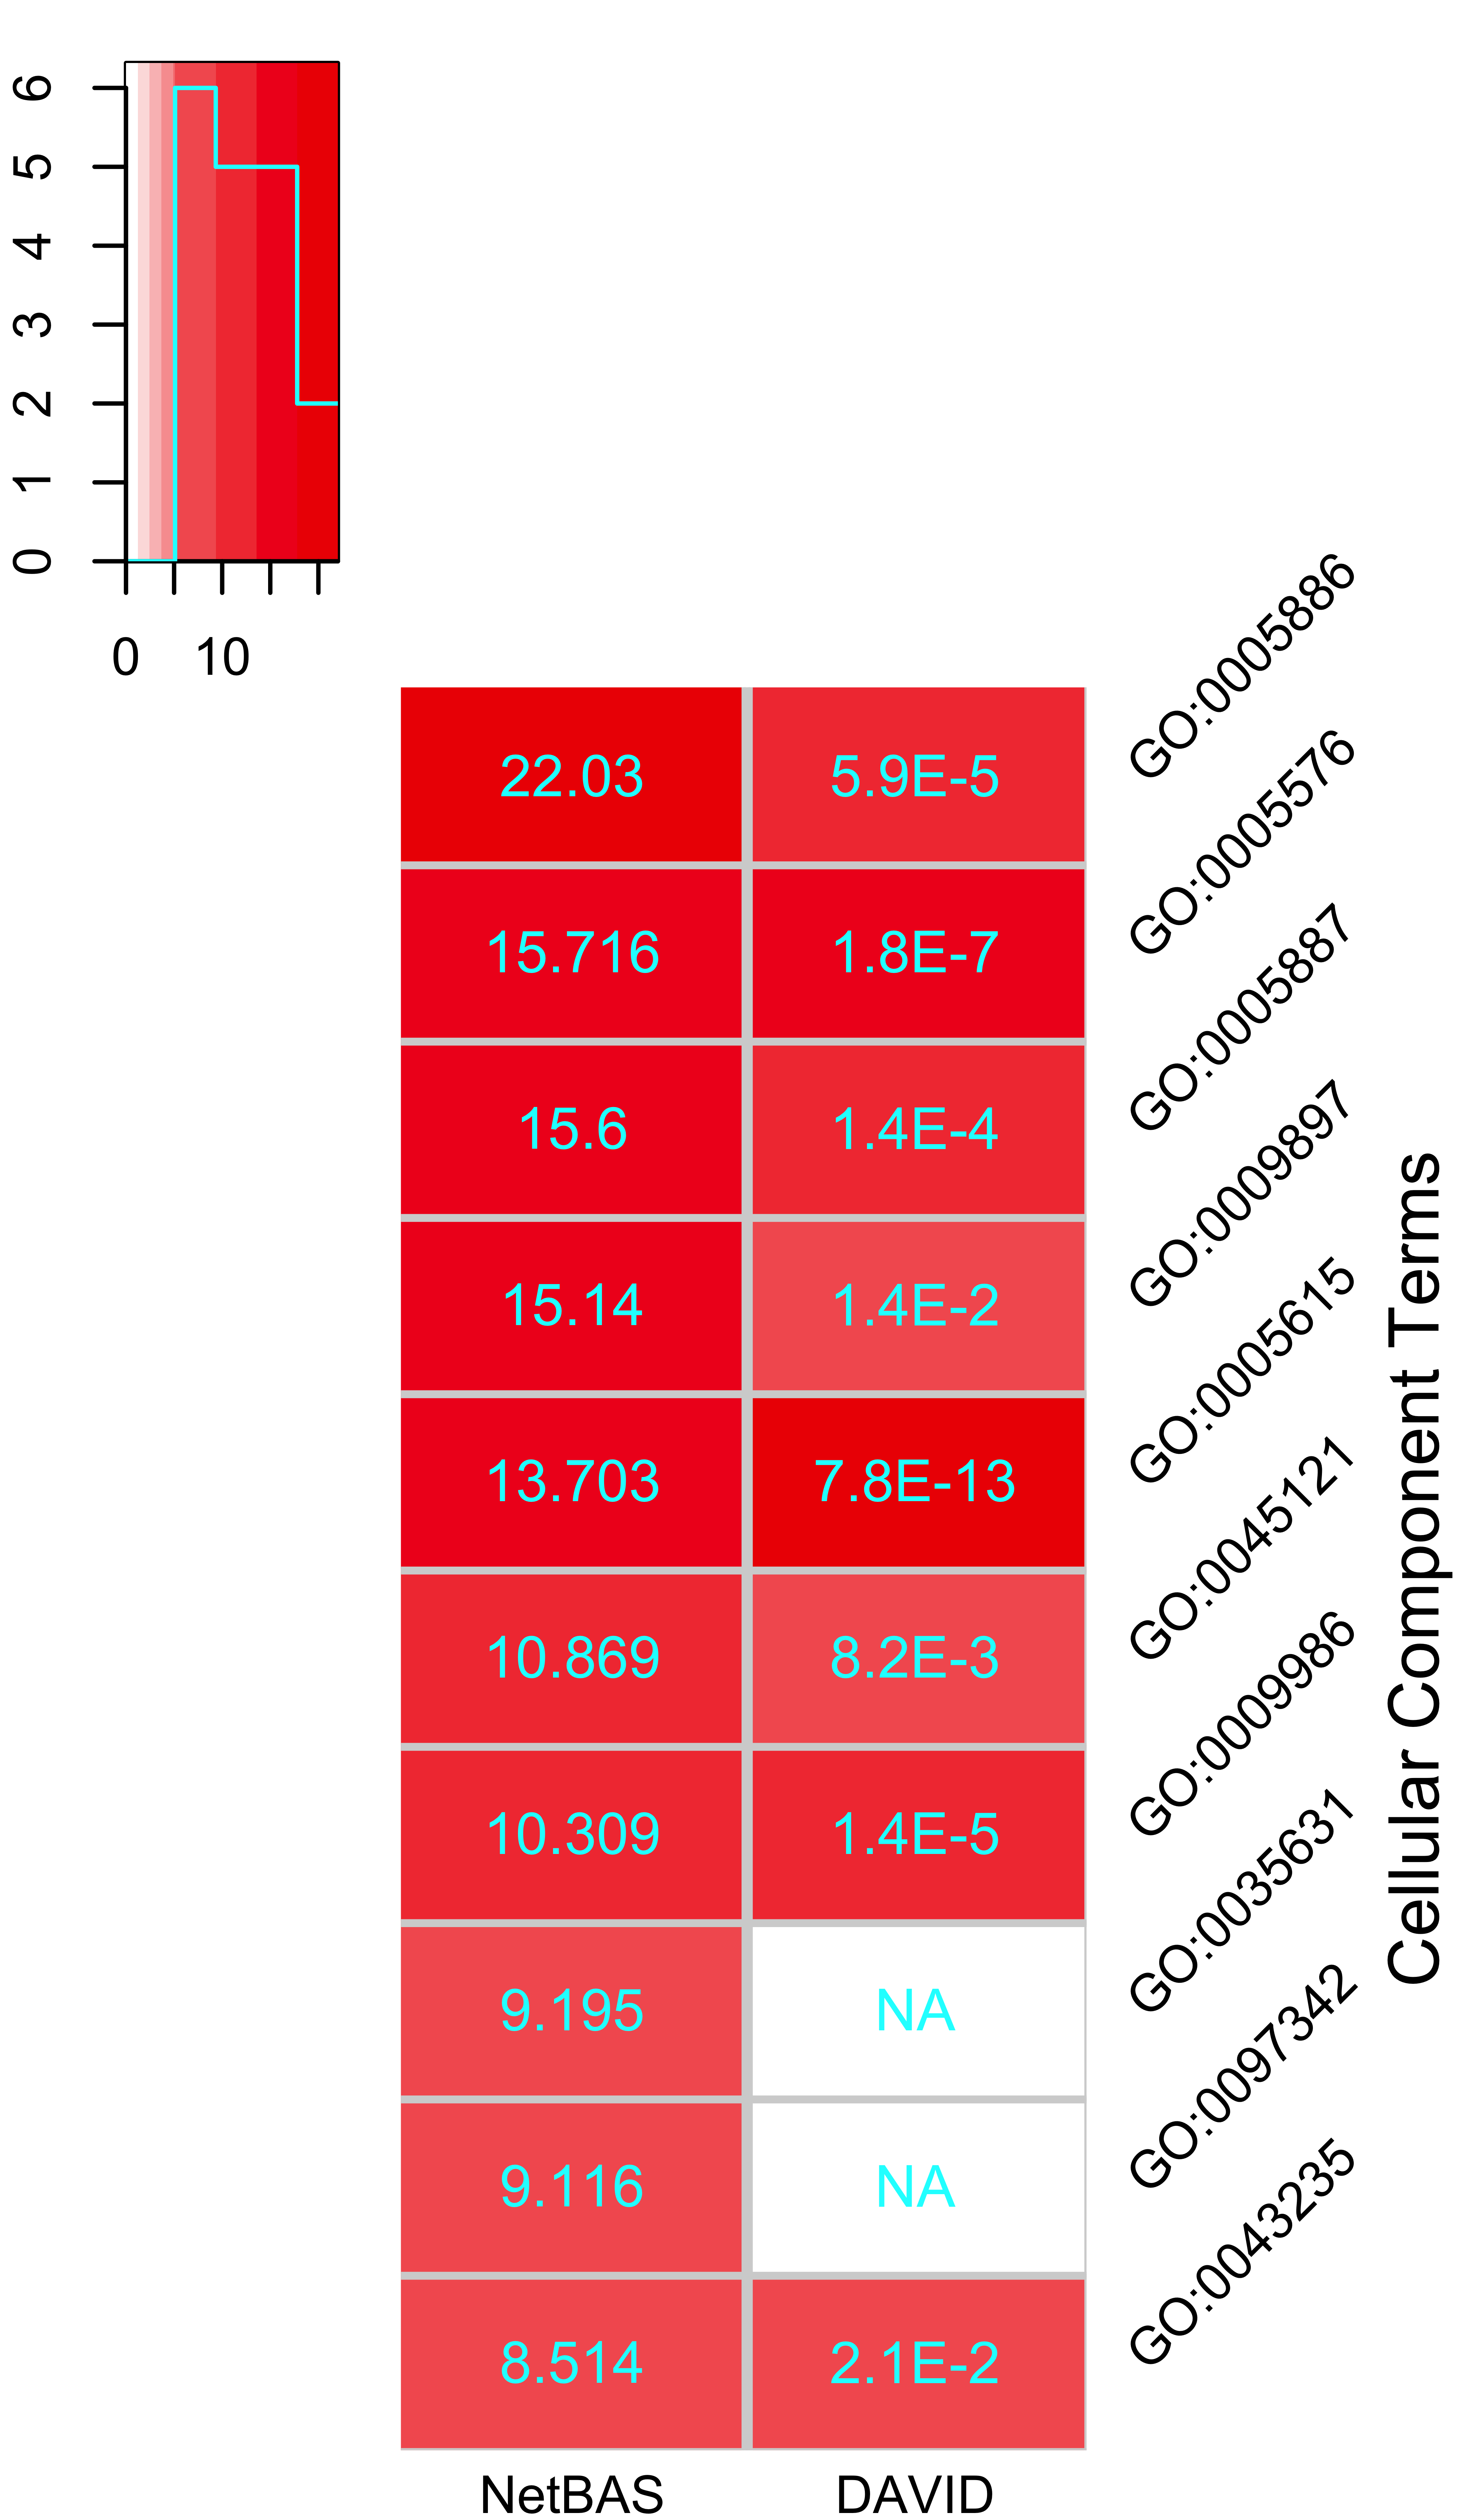 6
5
4
3
2
1
0
0 10
22.03 5.9E-5 GO:0005886
15.716 1.8E-7 GO:0005576
15.6 1.4E-4 GO:0005887
15.14 1.4E-2 GO:0009897
13.703 7.8E-13 GO:0005615
10.869 8.2E-3 GO:0045121
10.309 1.4E-5 GO:0009986
9.195 NA GO:0035631
9.116 NA GO:0097342
8.514 2.1E-2 GO:0043235
Cellular Component Terms
NetBAS DAVID